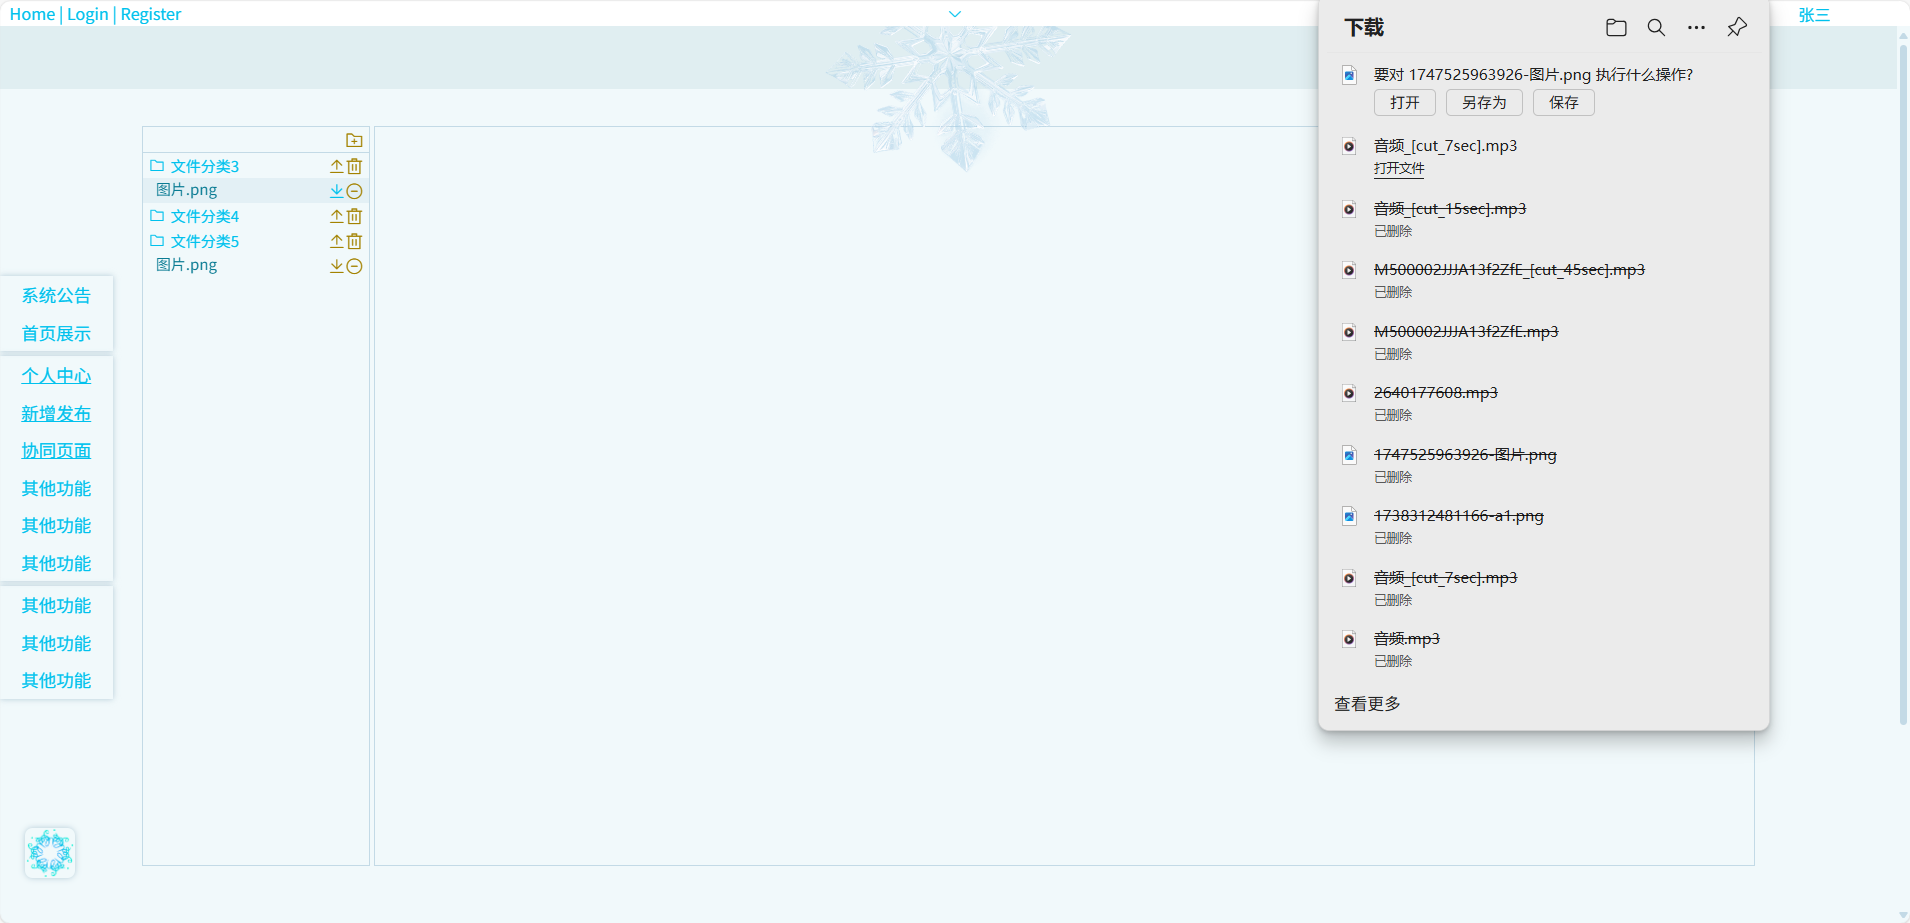 Home | Login | Register
张三
文件分类3
图片.png
文件分类4
文件分类5
图片.png
系统公告
首页展示
个人中心
新增发布
协同页面
其他功能
其他功能
其他功能
其他功能
其他功能
其他功能
下载
要对 1747525963926-图片.png 执行什么操作?
打开 另存为 保存
音频_[cut_7sec].mp3
打开文件
音频_[cut_15sec].mp3
已删除
M500002JJJA13f2ZfE_[cut_45sec].mp3
已删除
M500002JJJA13f2ZfE.mp3
已删除
2640177608.mp3
已删除
1747525963926-图片.png
已删除
1738312481166-a1.png
已删除
音频_[cut_7sec].mp3
已删除
音频.mp3
已删除
查看更多